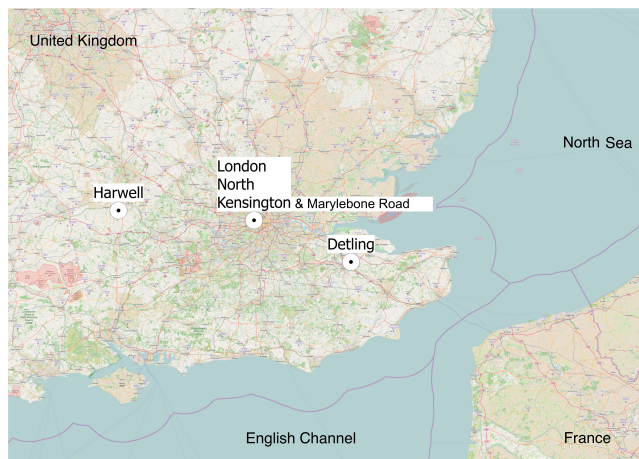 United Kingdom
North Sea
London
North
Kensington & Marylebone Road
Harwell
Detling
English Channel
France